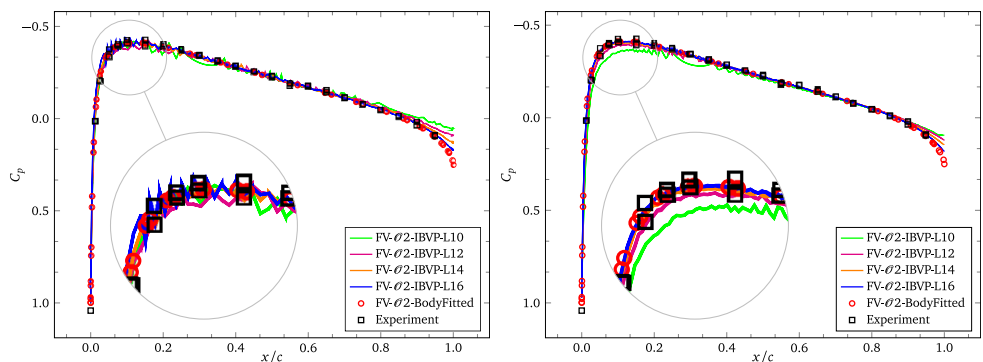 −0.5
0.0
0.5
1.0
C_p
0.0 0.2 0.4 0.6 0.8 1.0
x/c
FV-𝒪2-IBVP-L10
FV-𝒪2-IBVP-L12
FV-𝒪2-IBVP-L14
FV-𝒪2-IBVP-L16
FV-𝒪2-BodyFitted
Experiment
−0.5
0.0
0.5
1.0
C_p
0.0 0.2 0.4 0.6 0.8 1.0
x/c
FV-𝒪2-IBVP-L10
FV-𝒪2-IBVP-L12
FV-𝒪2-IBVP-L14
FV-𝒪2-IBVP-L16
FV-𝒪2-BodyFitted
Experiment